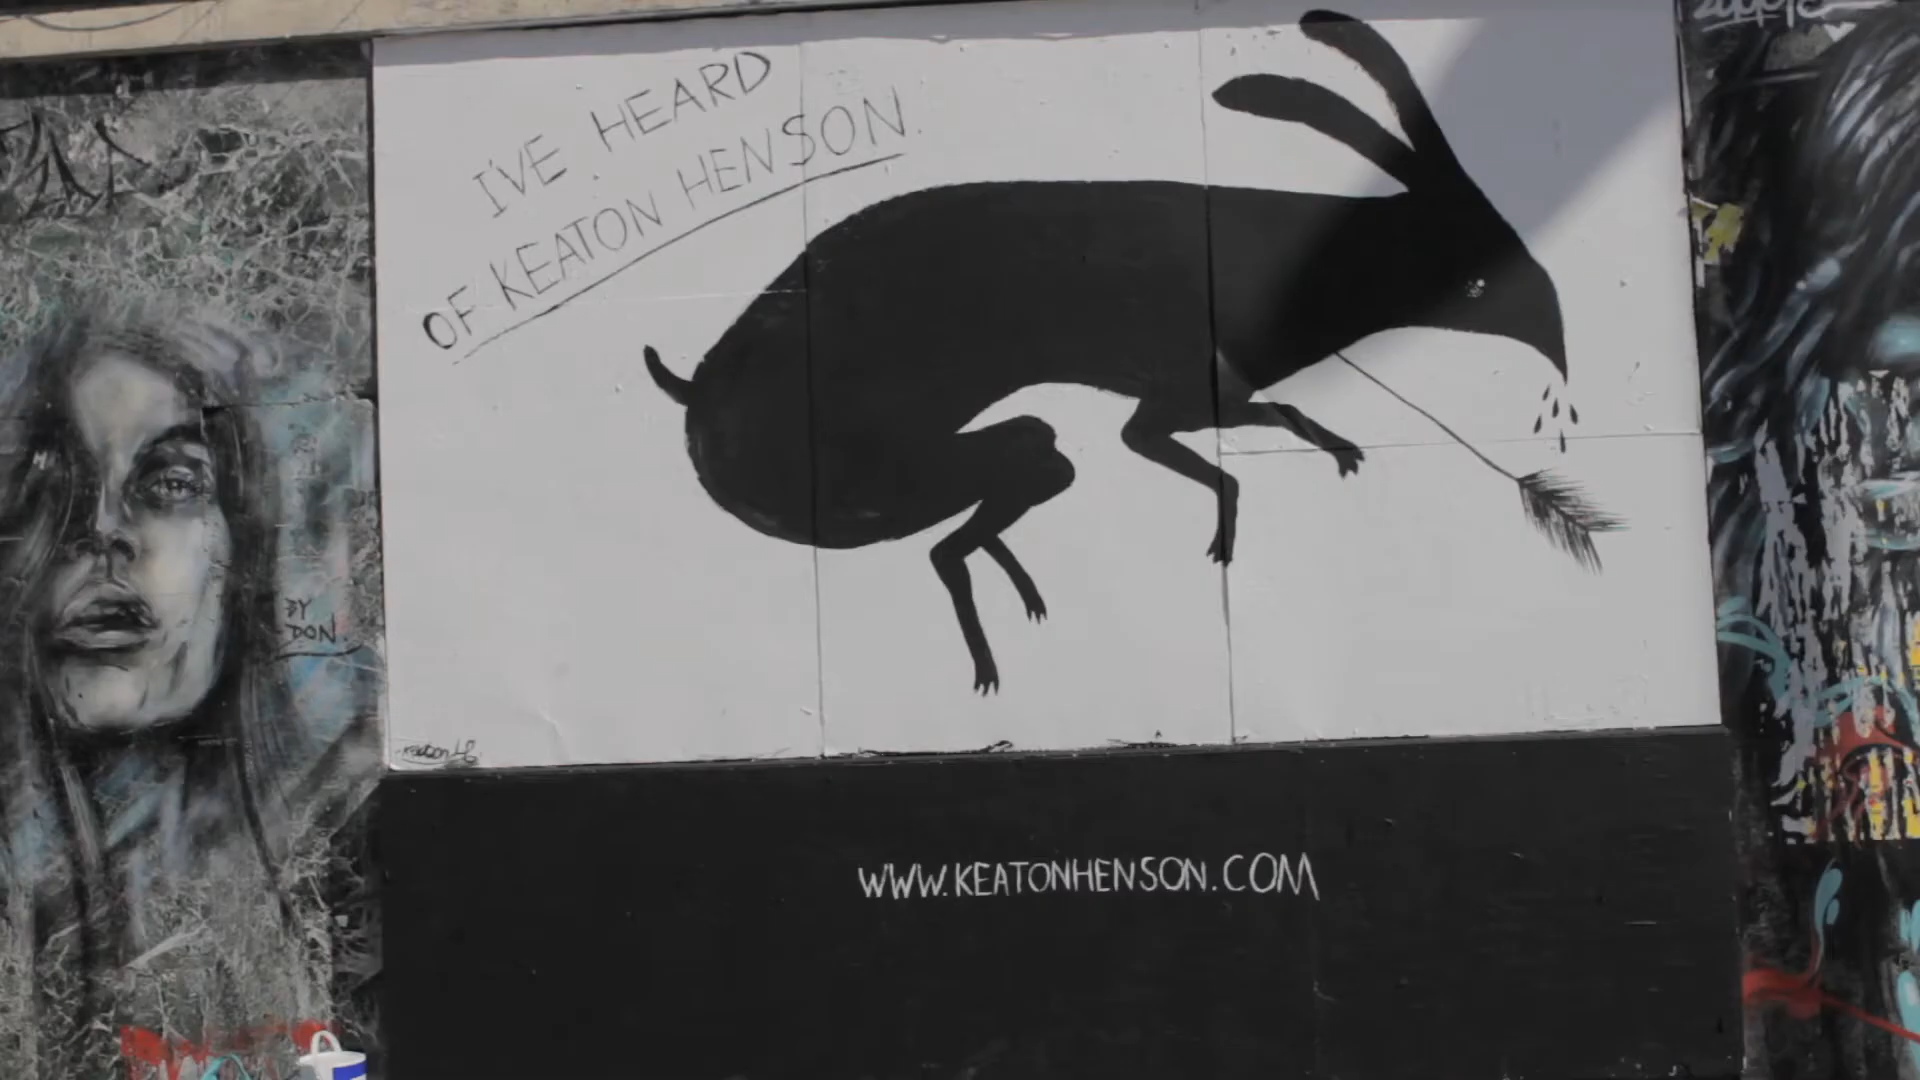 I'VE HEARD
OF KEATON HENSON.
BY
DON.
WWW.KEATONHENSON.COM